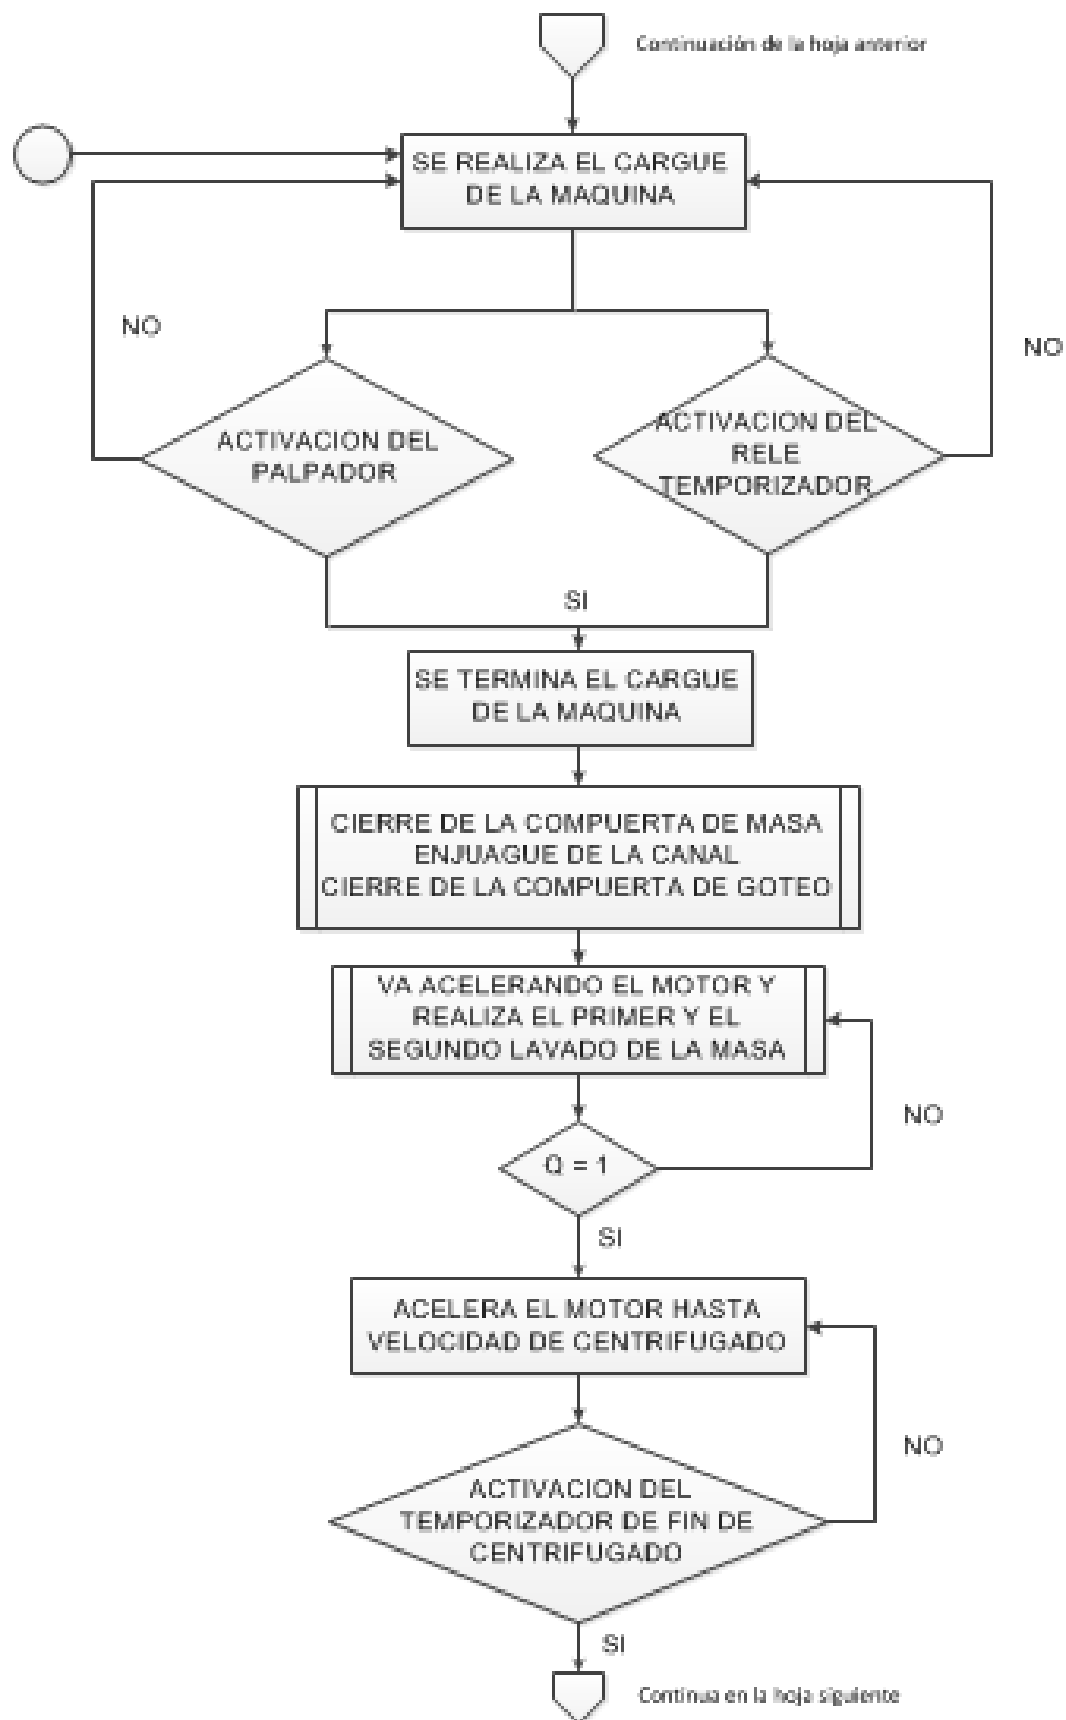 Continuación de la hoja anterior
SE REALIZA EL CARGUE
DE LA MAQUINA
NO
NO
ACTIVACION DEL
PALPADOR
ACTIVACION DEL
RELE
TEMPORIZADOR
SI
SE TERMINA EL CARGUE
DE LA MAQUINA
CIERRE DE LA COMPUERTA DE MASA
ENJUAGUE DE LA CANAL
CIERRE DE LA COMPUERTA DE GOTEO
VA ACELERANDO EL MOTOR Y
REALIZA EL PRIMER Y EL
SEGUNDO LAVADO DE LA MASA
NO
Q = 1
SI
ACELERA EL MOTOR HASTA
VELOCIDAD DE CENTRIFUGADO
NO
ACTIVACION DEL
TEMPORIZADOR DE FIN DE
CENTRIFUGADO
SI
Continua en la hoja siguiente